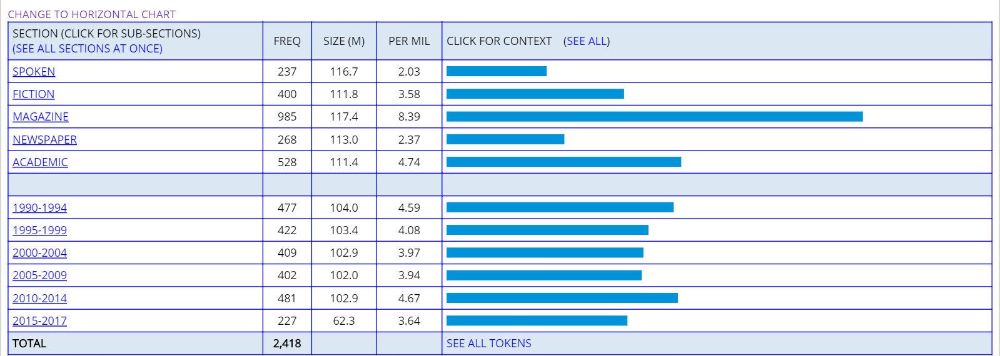 CHANGE TO HORIZONTAL CHART
SECTION (CLICK FOR SUB-SECTIONS)
(SEE ALL SECTIONS AT ONCE) FREQ SIZE (M) PER MIL CLICK FOR CONTEXT (SEE ALL)
SPOKEN 237 116.7 2.03
FICTION 400 111.8 3.58
MAGAZINE 985 117.4 8.39
NEWSPAPER 268 113.0 2.37
ACADEMIC 528 111.4 4.74
1990-1994 477 104.0 4.59
1995-1999 422 103.4 4.08
2000-2004 409 102.9 3.97
2005-2009 402 102.0 3.94
2010-2014 481 102.9 4.67
2015-2017 227 62.3 3.64
TOTAL 2,418 SEE ALL TOKENS